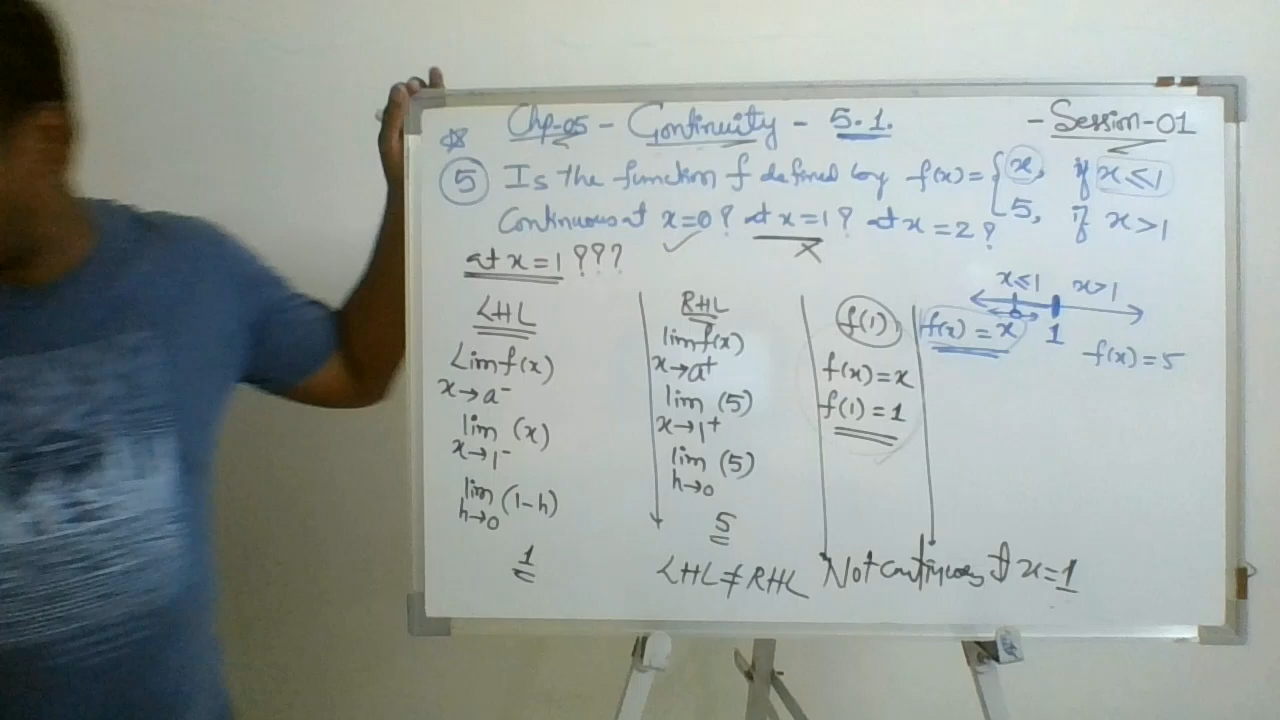 Chp-05 - Continuity - 5.1. - Session-01
5 Is the function f defined by f(x) = { x, if x ≤ 1
5, if x > 1
Continuous at x=0? at x=1? at x=2?
at x=1???
LHL
Lim f(x)
x→a⁻
lim (x)
x→1⁻
lim (1-h)
h→0
1
RHL
lim f(x)
x→a⁺
lim (5)
x→1⁺
lim (5)
h→0
5
f(1)
f(x)=x
f(1)=1
x≤1 x>1
f(x)=x 1
f(x)=5
LHL ≠ RHL Not continuous at x=1